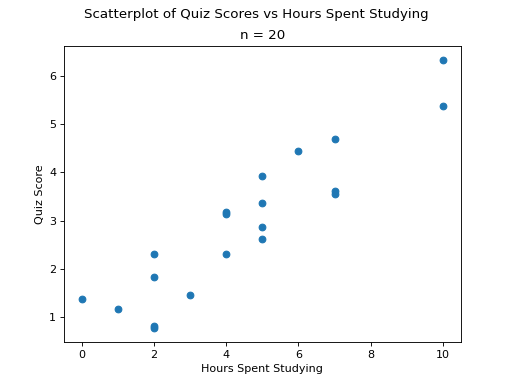 Scatterplot of Quiz Scores vs Hours Spent Studying
n = 20
6
5
4
3
2
1
Quiz Score
0 2 4 6 8 10
Hours Spent Studying